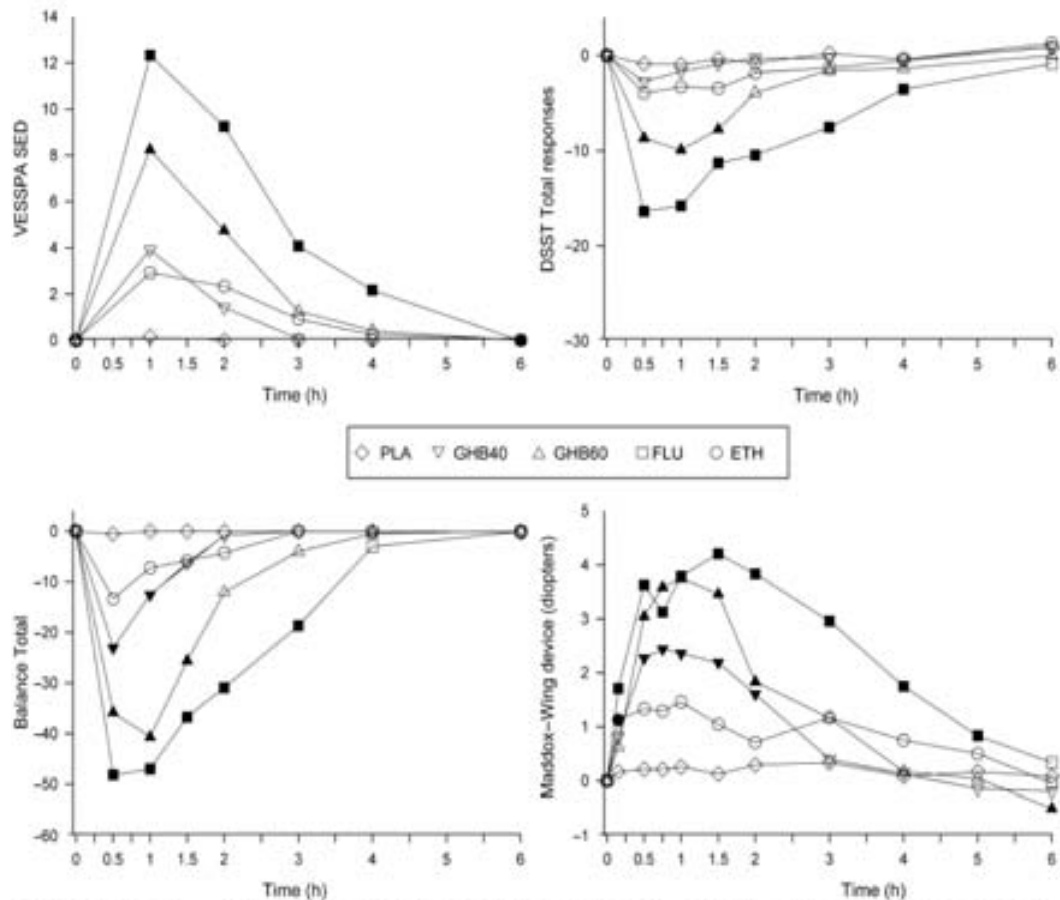 14
12
10
8
6
4
2
0
VESSPA SED
0 0.5 1 1.5 2 3 4 6
Time (h)
0
−10
−20
−30
DSST Total responses
0 0.5 1 1.5 2 3 4 6
Time (h)
PLA GHB40 GHB60 FLU ETH
0
−10
−20
−30
−40
−50
−60
Balance Total
0 0.5 1 1.5 2 3 4 6
Time (h)
5
4
3
2
1
0
−1
Maddox−Wing device (diopters)
0 0.5 1 1.5 2 3 4 5 6
Time (h)